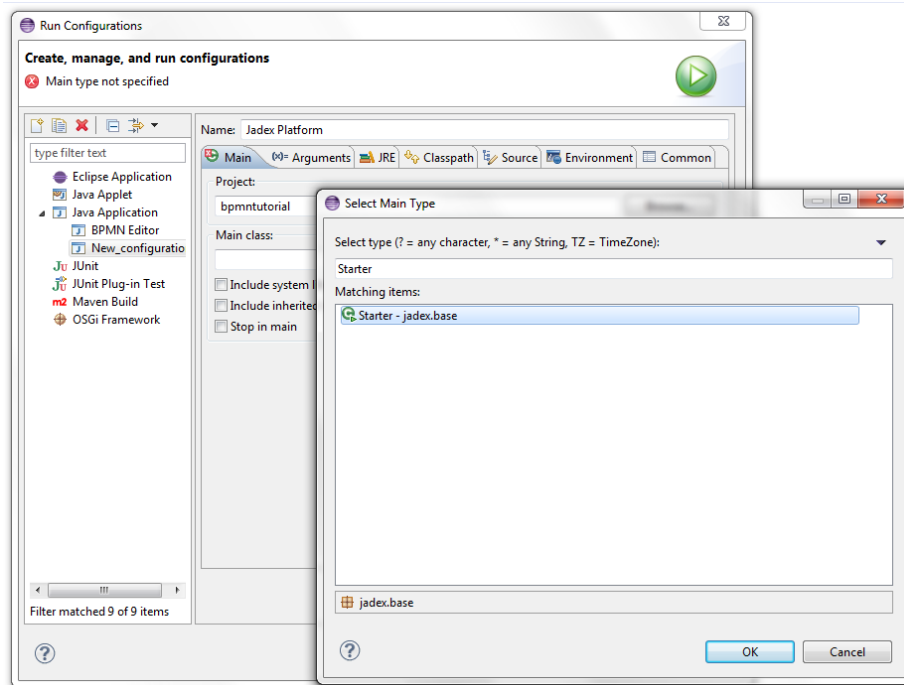 Run Configurations
Create, manage, and run configurations
Main type not specified
type filter text
Eclipse Application
Java Applet
Java Application
BPMN Editor
New_configuratio
JUnit
JUnit Plug-in Test
Maven Build
OSGi Framework
Filter matched 9 of 9 items
Name: Jadex Platform
Main (x)= Arguments JRE Classpath Source Environment Common
Project:
bpmntutorial
Main class:
Include system l
Include inherited
Stop in main
Select Main Type
Select type (? = any character, * = any String, TZ = TimeZone):
Starter
Matching items:
Starter - jadex.base
jadex.base
OK Cancel